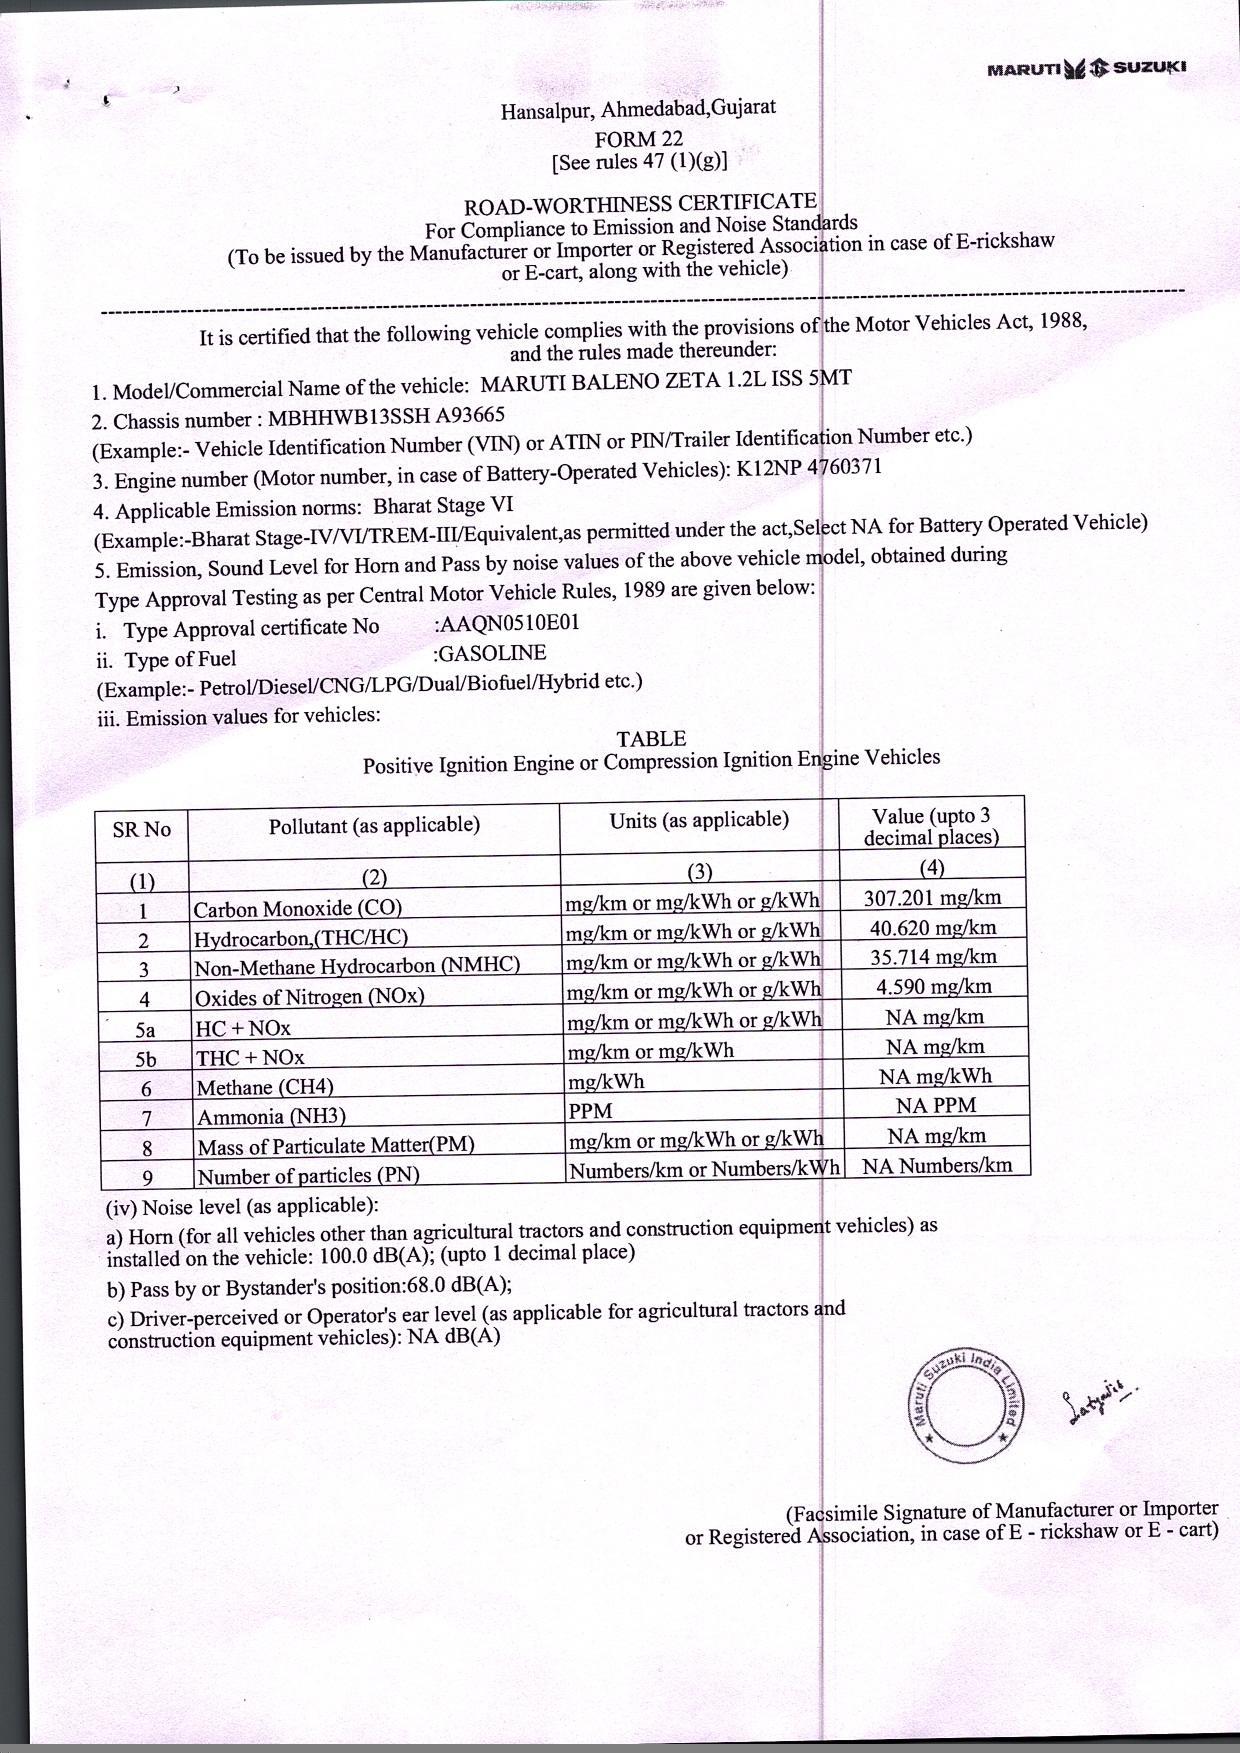 MARUTI SUZUKI
Hansalpur, Ahmedabad,Gujarat
FORM 22
[See rules 47 (1)(g)]
ROAD-WORTHINESS CERTIFICATE
For Compliance to Emission and Noise Standards
(To be issued by the Manufacturer or Importer or Registered Association in case of E-rickshaw
or E-cart, along with the vehicle)
It is certified that the following vehicle complies with the provisions of the Motor Vehicles Act, 1988,
and the rules made thereunder:
1. Model/Commercial Name of the vehicle: MARUTI BALENO ZETA 1.2L ISS 5MT
2. Chassis number : MBHHWB13SSH A93665
(Example:- Vehicle Identification Number (VIN) or ATIN or PIN/Trailer Identification Number etc.)
3. Engine number (Motor number, in case of Battery-Operated Vehicles): K12NP 4760371
4. Applicable Emission norms: Bharat Stage VI
(Example:-Bharat Stage-IV/VI/TREM-III/Equivalent,as permitted under the act,Select NA for Battery Operated Vehicle)
5. Emission, Sound Level for Horn and Pass by noise values of the above vehicle model, obtained during
Type Approval Testing as per Central Motor Vehicle Rules, 1989 are given below:
i. Type Approval certificate No :AAQN0510E01
ii. Type of Fuel :GASOLINE
(Example:- Petrol/Diesel/CNG/LPG/Dual/Biofuel/Hybrid etc.)
iii. Emission values for vehicles:
TABLE
Positive Ignition Engine or Compression Ignition Engine Vehicles
SR No Pollutant (as applicable) Units (as applicable) Value (upto 3 decimal places)
(1) (2) (3) (4)
1 Carbon Monoxide (CO) mg/km or mg/kWh or g/kWh 307.201 mg/km
2 Hydrocarbon,(THC/HC) mg/km or mg/kWh or g/kWh 40.620 mg/km
3 Non-Methane Hydrocarbon (NMHC) mg/km or mg/kWh or g/kWh 35.714 mg/km
4 Oxides of Nitrogen (NOx) mg/km or mg/kWh or g/kWh 4.590 mg/km
5a HC + NOx mg/km or mg/kWh or g/kWh NA mg/km
5b THC + NOx mg/km or mg/kWh NA mg/km
6 Methane (CH4) mg/kWh NA mg/kWh
7 Ammonia (NH3) PPM NA PPM
8 Mass of Particulate Matter(PM) mg/km or mg/kWh or g/kWh NA mg/km
9 Number of particles (PN) Numbers/km or Numbers/kWh NA Numbers/km
(iv) Noise level (as applicable):
a) Horn (for all vehicles other than agricultural tractors and construction equipment vehicles) as
installed on the vehicle: 100.0 dB(A); (upto 1 decimal place)
b) Pass by or Bystander's position:68.0 dB(A);
c) Driver-perceived or Operator's ear level (as applicable for agricultural tractors and
construction equipment vehicles): NA dB(A)
Maruti Suzuki India Limited
(Facsimile Signature of Manufacturer or Importer
or Registered Association, in case of E - rickshaw or E - cart)